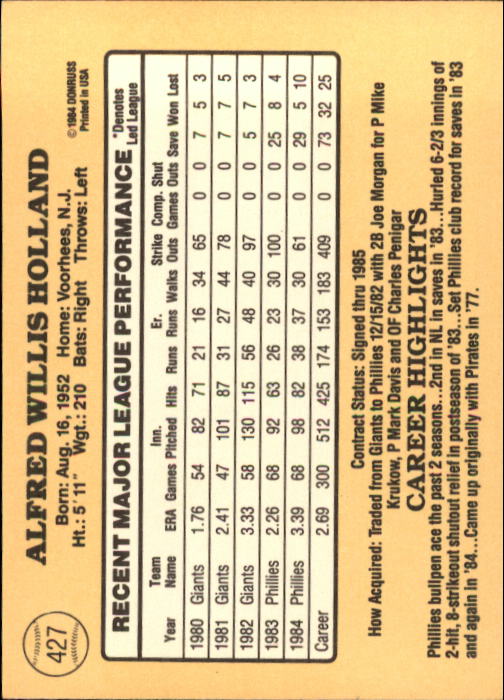 427
ALFRED WILLIS HOLLAND
Born: Aug. 16, 1952 Home: Voorhees, N.J.
Ht.: 5'11" Wgt.: 210 Bats: Right Throws: Left
© 1984 DONRUSS
Printed in USA
RECENT MAJOR LEAGUE PERFORMANCE
*Denotes
Led League
Year Team Name ERA Games Inn. Pitched Hits Runs Er. Runs Walks Strike Outs Comp. Games Shut Outs Save Won Lost
1980 Giants 1.76 54 82 71 21 16 34 65 0 0 7 5 3
1981 Giants 2.41 47 101 87 31 27 44 78 0 0 7 7 5
1982 Giants 3.33 58 130 115 56 48 40 97 0 0 5 7 3
1983 Phillies 2.26 68 92 63 26 23 30 100 0 0 25 8 4
1984 Phillies 3.39 68 98 82 38 37 30 61 0 0 29 5 10
Career 2.69 300 512 425 174 153 183 409 0 0 73 32 25
Contract Status: Signed thru 1985
How Acquired: Traded from Giants to Phillies 12/15/82 with 2B Joe Morgan for P Mike
Krukow, P Mark Davis and OF Charles Penigar
CAREER HIGHLIGHTS
Phillies bullpen ace the past 2 seasons...2nd in NL in saves in '83...Hurled 6-2/3 innings of
2-hit, 8-strikeout shutout relief in postseason of '83...Set Phillies club record for saves in '83
and again in '84...Came up originally with Pirates in '77.